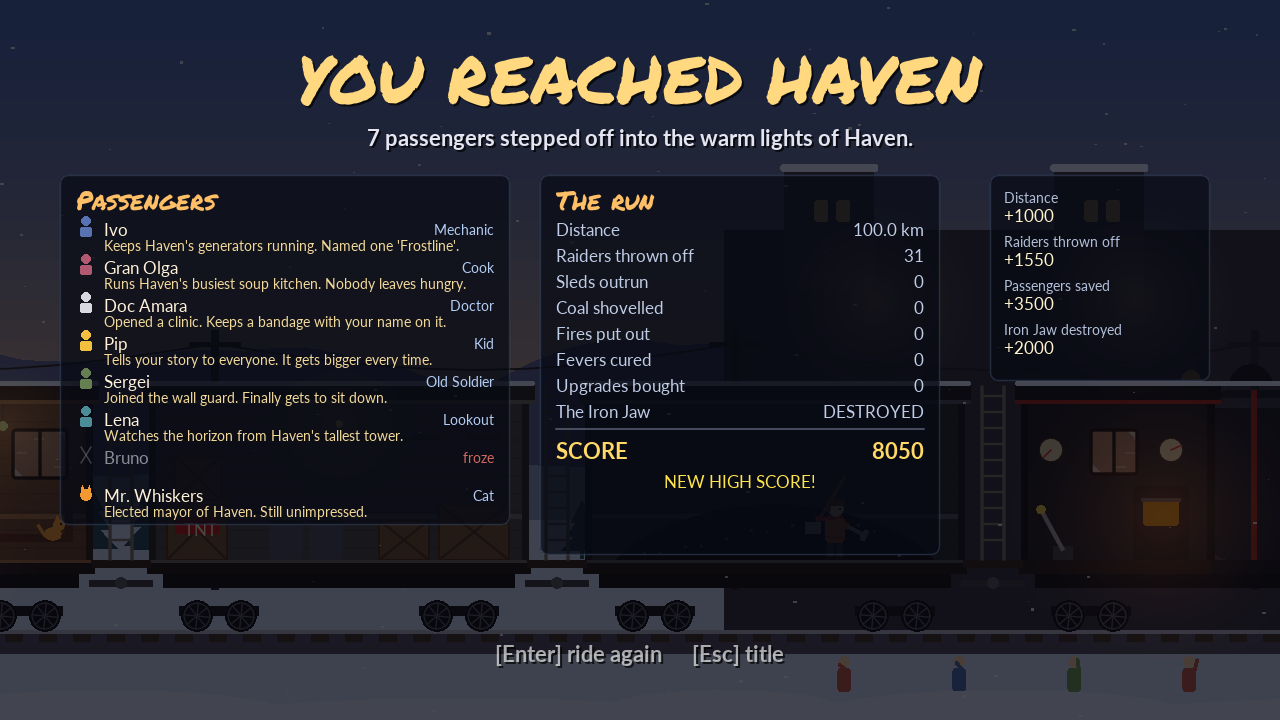 YOU REACHED HAVEN
7 passengers stepped off into the warm lights of Haven.
PASSENGERS
Ivo Mechanic
Keeps Haven's generators running. Named one 'Frostline'.
Gran Olga Cook
Runs Haven's busiest soup kitchen. Nobody leaves hungry.
Doc Amara Doctor
Opened a clinic. Keeps a bandage with your name on it.
Pip Kid
Tells your story to everyone. It gets bigger every time.
Sergei Old Soldier
Joined the wall guard. Finally gets to sit down.
Lena Lookout
Watches the horizon from Haven's tallest tower.
X Bruno froze
Mr. Whiskers Cat
Elected mayor of Haven. Still unimpressed.
TNT
THE RUN
Distance 100.0 km
Raiders thrown off 31
Sleds outrun 0
Coal shovelled 0
Fires put out 0
Fevers cured 0
Upgrades bought 0
The Iron Jaw DESTROYED
SCORE 8050
NEW HIGH SCORE!
Distance
+1000
Raiders thrown off
+1550
Passengers saved
+3500
Iron Jaw destroyed
+2000
[Enter] ride again [Esc] title